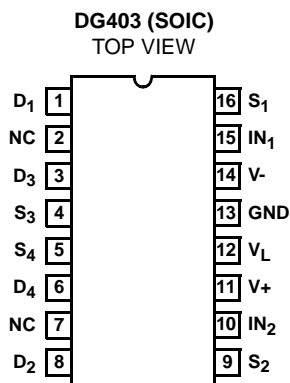 DG403 (SOIC)
TOP VIEW
D1 1 16 S1
NC 2 15 IN1
D3 3 14 V-
S3 4 13 GND
S4 5 12 VL
D4 6 11 V+
NC 7 10 IN2
D2 8 9 S2